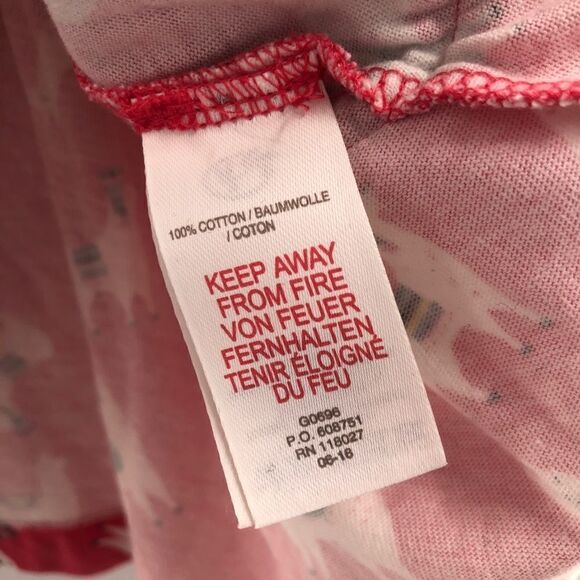 100% COTTON / BAUMWOLLE
/ COTON
KEEP AWAY
FROM FIRE
VON FEUER
FERNHALTEN
TENIR ÉLOIGNÉ
DU FEU
G0696
P.O. 608751
RN 118027
06-16